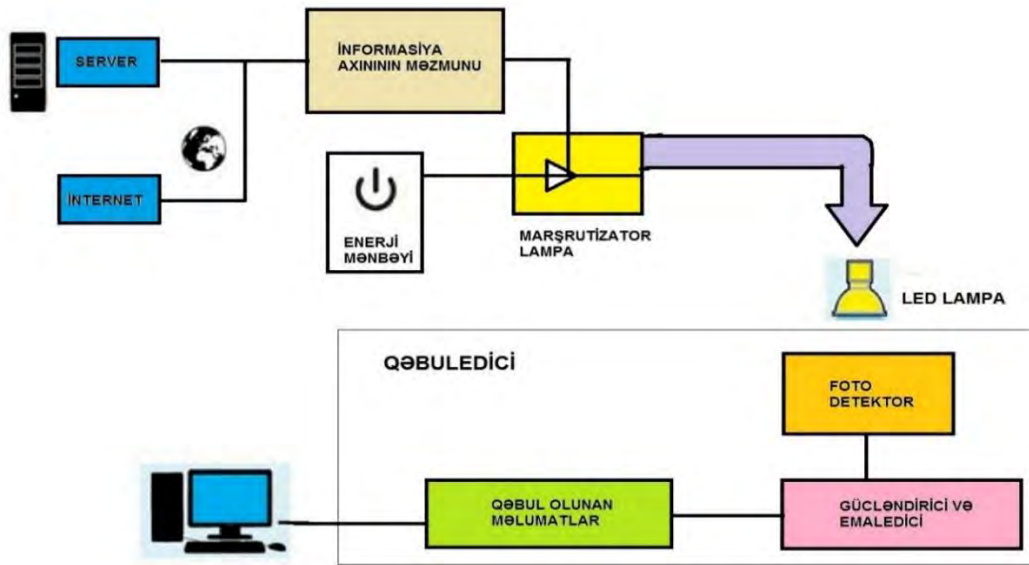 SERVER
İNFORMASİYA
AXINININ MƏZMUNU
İNTERNET
ENERJİ
MƏNBƏYİ
MARŞRUTİZATOR
LAMPA
LED LAMPA
QƏBULEDİCİ
FOTO
DETEKTOR
QƏBUL OLUNAN
MƏLUMATLAR
GÜCLƏNDİRİCİ VƏ
EMALEDİCİ